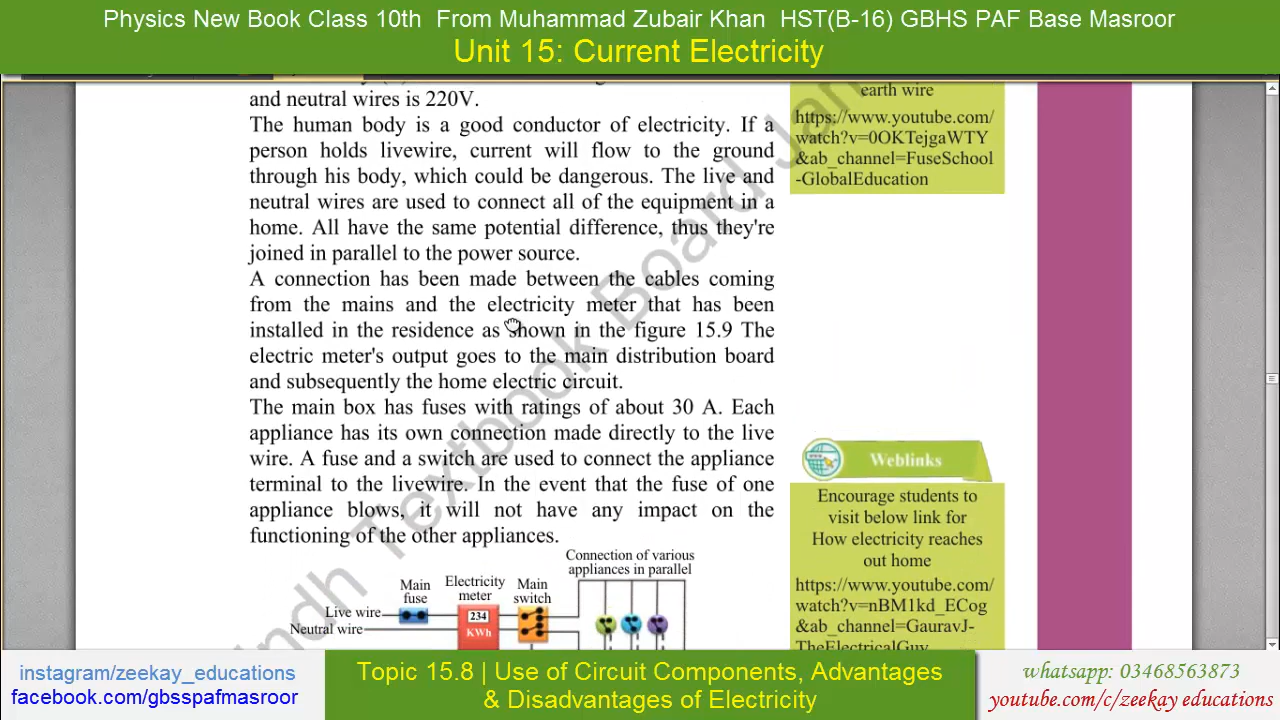 Physics New Book Class 10th From Muhammad Zubair Khan HST(B-16) GBHS PAF Base Masroor
Unit 15: Current Electricity
and neutral wires is 220V.
The human body is a good conductor of electricity. If a
person holds livewire, current will flow to the ground
through his body, which could be dangerous. The live and
neutral wires are used to connect all of the equipment in a
home. All have the same potential difference, thus they're
joined in parallel to the power source.
A connection has been made between the cables coming
from the mains and the electricity meter that has been
installed in the residence as shown in the figure 15.9 The
electric meter's output goes to the main distribution board
and subsequently the home electric circuit.
The main box has fuses with ratings of about 30 A. Each
appliance has its own connection made directly to the live
wire. A fuse and a switch are used to connect the appliance
terminal to the livewire. In the event that the fuse of one
appliance blows, it will not have any impact on the
functioning of the other appliances.
Connection of various
appliances in parallel
Main
fuse
Electricity
meter
Main
switch
Live wire
Neutral wire
234
KWh
earth wire
https://www.youtube.com/
watch?v=0OKTejgaWTY
&ab_channel=FuseSchool
-GlobalEducation
Weblinks
Encourage students to
visit below link for
How electricity reaches
out home
https://www.youtube.com/
watch?v=nBM1kd_ECog
&ab_channel=GauravJ-
TheElectricalGuy
indh Textbook Board Jam
instagram/zeekay_educations
facebook.com/gbsspafmasroor
Topic 15.8 | Use of Circuit Components, Advantages
& Disadvantages of Electricity
whatsapp: 03468563873
youtube.com/c/zeekay educations